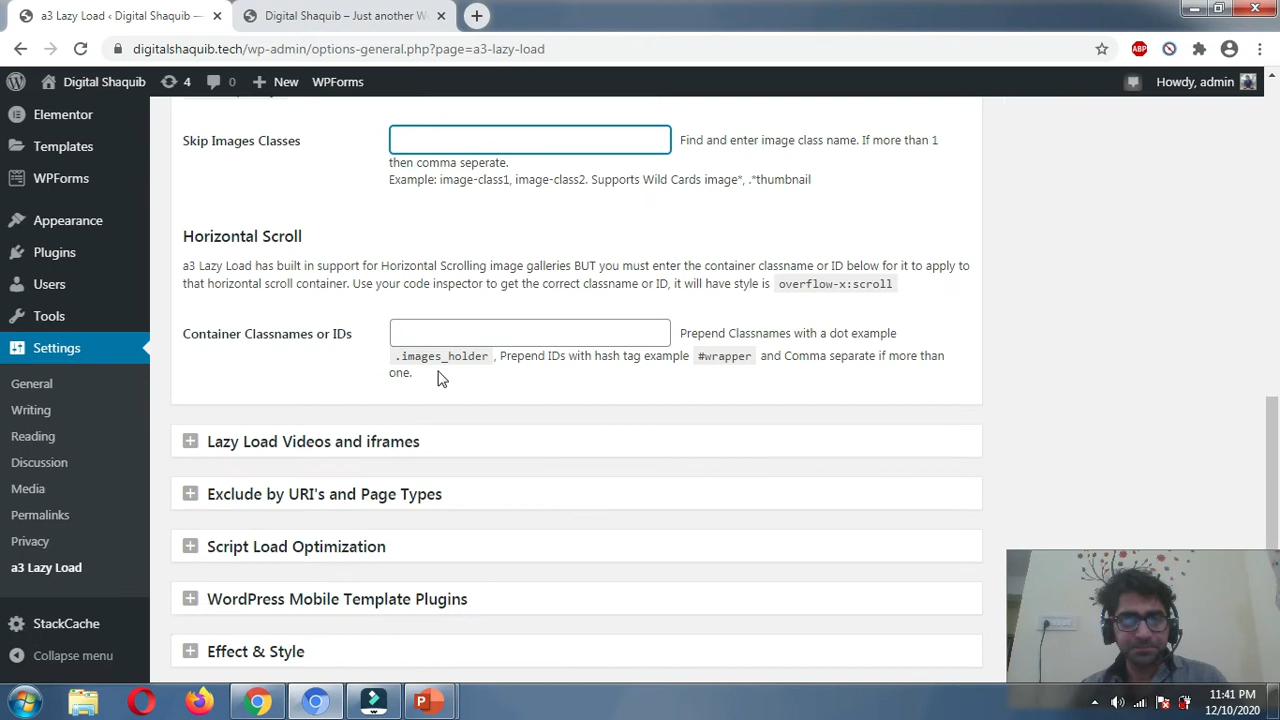 a3 Lazy Load ‹ Digital Shaquib —
Digital Shaquib – Just another W
digitalshaquib.tech/wp-admin/options-general.php?page=a3-lazy-load
ABP
Digital Shaquib 4 0 New WPForms
Howdy, admin
Elementor
Templates
WPForms
Appearance
Plugins
Users
Tools
Settings
General
Writing
Reading
Discussion
Media
Permalinks
Privacy
a3 Lazy Load
StackCache
Collapse menu
Skip Images Classes
Find and enter image class name. If more than 1
then comma seperate.
Example: image-class1, image-class2. Supports Wild Cards image*, .*thumbnail
Horizontal Scroll
a3 Lazy Load has built in support for Horizontal Scrolling image galleries BUT you must enter the container classname or ID below for it to apply to
that horizontal scroll container. Use your code inspector to get the correct classname or ID, it will have style is overflow-x:scroll
Container Classnames or IDs
Prepend Classnames with a dot example
.images_holder , Prepend IDs with hash tag example #wrapper and Comma separate if more than
one.
Lazy Load Videos and iframes
Exclude by URI's and Page Types
Script Load Optimization
WordPress Mobile Template Plugins
Effect & Style
11:41 PM
12/10/2020